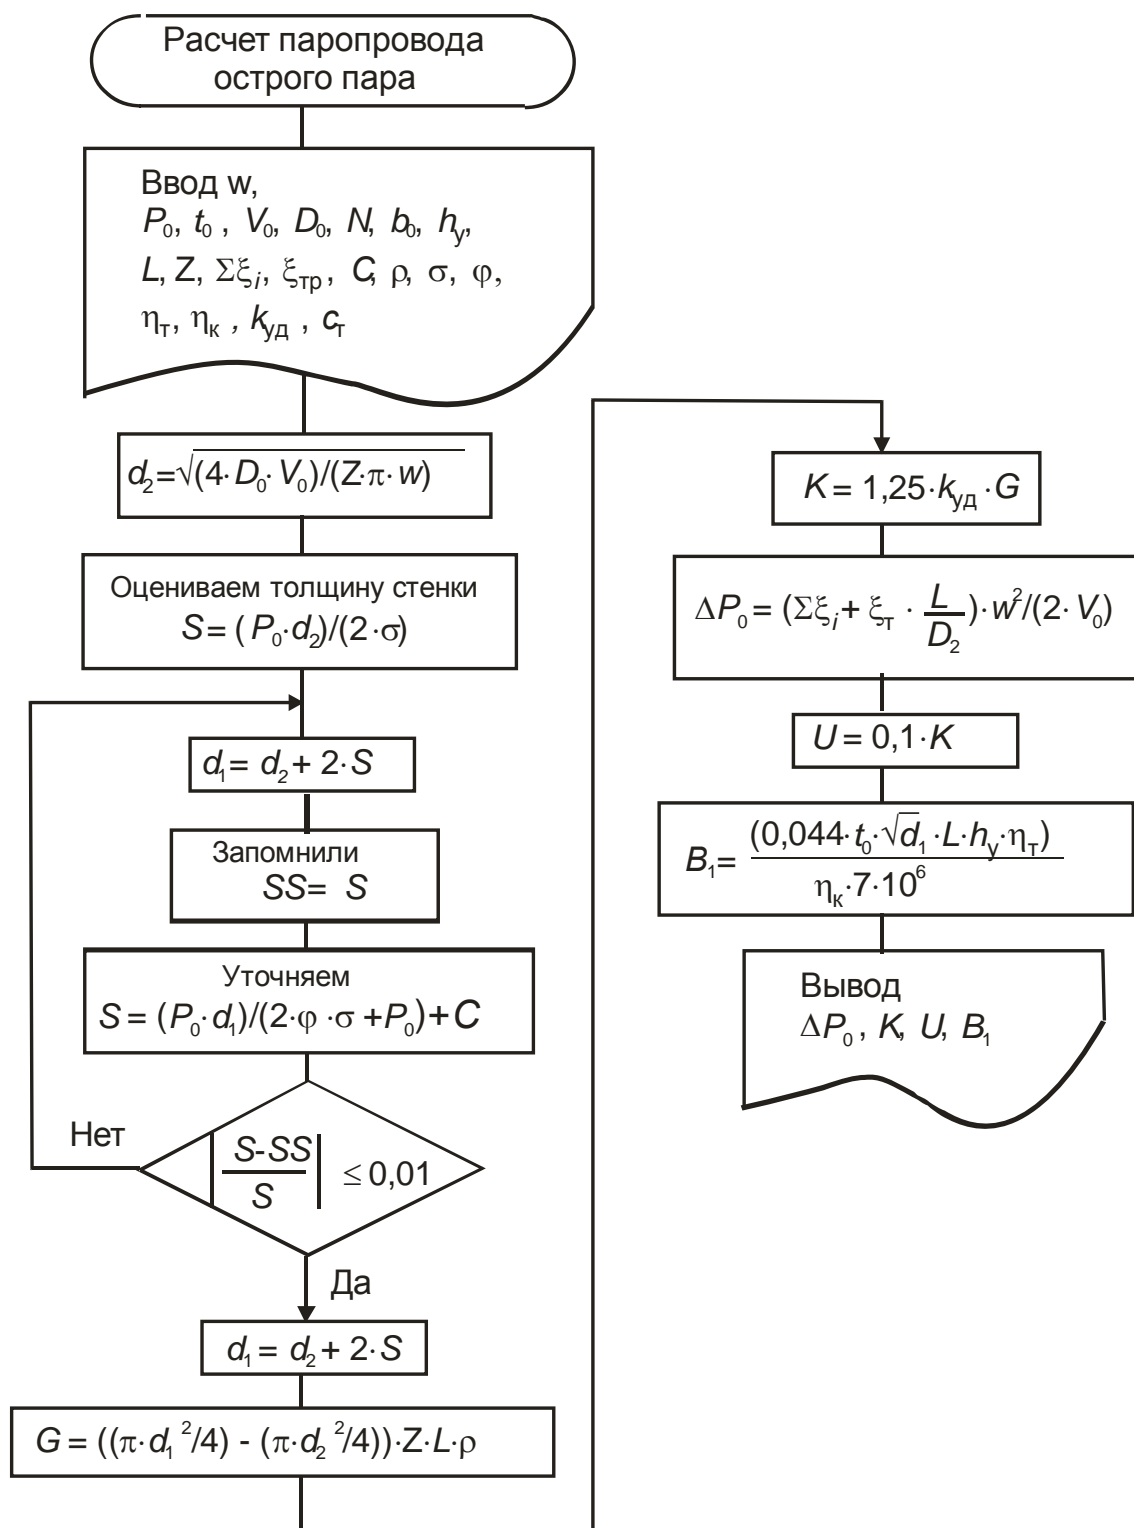 Расчет паропровода
острого пара
Ввод w,
P₀, t₀ , V₀, D₀, N, b₀, hᵧ,
L, Z, Σξᵢ, ξтр, C, ρ, σ, φ,
ηт, ηк , kуд , cт
d₂=√(4·D₀·V₀)/(Z·π·w)
Оцениваем толщину стенки
S = (P₀·d₂)/(2·σ)
d₁= d₂+ 2·S
Запомнили
SS= S
Уточняем
S = (P₀·d₁)/(2·φ·σ +P₀)+C
Нет
|S-SS / S| ≤ 0,01
Да
d₁ = d₂ + 2·S
G = ((π·d₁²/4) - (π·d₂²/4))·Z·L·ρ
K = 1,25·kуд·G
ΔP₀ = (Σξᵢ+ ξт · L/D₂)·w²/(2·V₀)
U = 0,1·K
B₁= (0,044·t₀·√d₁·L·hу·ηт)
ηк·7·10⁶
Вывод
ΔP₀ , K, U, B₁